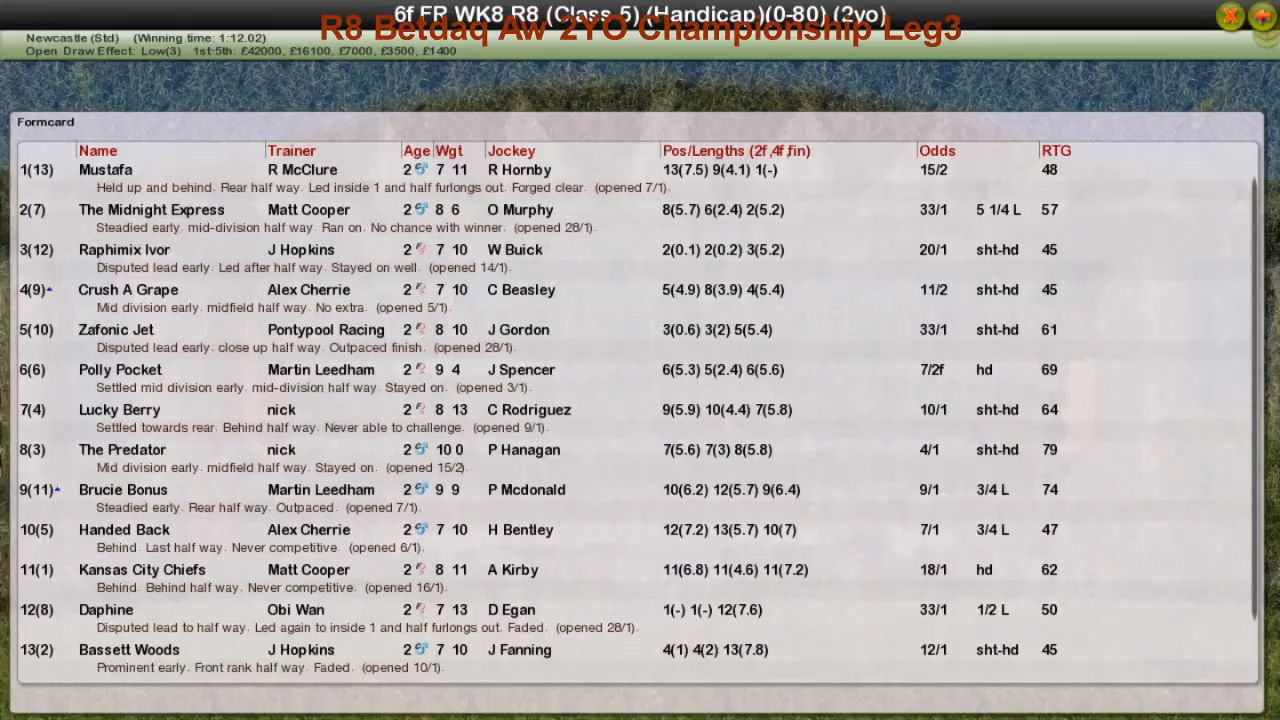 6f FR WK8 R8 (Class 5) (Handicap)(0-80) (2yo)
R8 Betdaq Aw 2YO Championship Leg3
Newcastle (Std) (Winning time: 1:12.02)
Open Draw Effect: Low(3) 1st-5th: £42000, £16100, £7000, £3500, £1400
Formcard
Name Trainer Age Wgt Jockey Pos/Lengths (2f,4f,fin) Odds RTG
1(13) Mustafa R McClure 2 7 11 R Hornby 13(7.5) 9(4.1) 1(-) 15/2 48
Held up and behind. Rear half way. Led inside 1 and half furlongs out. Forged clear. (opened 7/1).
2(7) The Midnight Express Matt Cooper 2 8 6 O Murphy 8(5.7) 6(2.4) 2(5.2) 33/1 5 1/4 L 57
Steadied early. mid-division half way. Ran on. No chance with winner. (opened 28/1).
3(12) Raphimix Ivor J Hopkins 2 7 10 W Buick 2(0.1) 2(0.2) 3(5.2) 20/1 sht-hd 45
Disputed lead early. Led after half way. Stayed on well. (opened 14/1).
4(9) Crush A Grape Alex Cherrie 2 7 10 C Beasley 5(4.9) 8(3.9) 4(5.4) 11/2 sht-hd 45
Mid division early. midfield half way. No extra. (opened 5/1).
5(10) Zafonic Jet Pontypool Racing 2 8 10 J Gordon 3(0.6) 3(2) 5(5.4) 33/1 sht-hd 61
Disputed lead early. close up half way. Outpaced finish. (opened 28/1).
6(6) Polly Pocket Martin Leedham 2 9 4 J Spencer 6(5.3) 5(2.4) 6(5.6) 7/2f hd 69
Settled mid division early. mid-division half way. Stayed on. (opened 3/1).
7(4) Lucky Berry nick 2 8 13 C Rodriguez 9(5.9) 10(4.4) 7(5.8) 10/1 sht-hd 64
Settled towards rear. Behind half way. Never able to challenge. (opened 9/1).
8(3) The Predator nick 2 10 0 P Hanagan 7(5.6) 7(3) 8(5.8) 4/1 sht-hd 79
Mid division early. midfield half way. Stayed on. (opened 15/2).
9(11) Brucie Bonus Martin Leedham 2 9 9 P Mcdonald 10(6.2) 12(5.7) 9(6.4) 9/1 3/4 L 74
Steadied early. Rear half way. Outpaced. (opened 7/1).
10(5) Handed Back Alex Cherrie 2 7 10 H Bentley 12(7.2) 13(5.7) 10(7) 7/1 3/4 L 47
Behind. Last half way. Never competitive. (opened 6/1).
11(1) Kansas City Chiefs Matt Cooper 2 8 11 A Kirby 11(6.8) 11(4.6) 11(7.2) 18/1 hd 62
Behind. Behind half way. Never competitive. (opened 16/1).
12(8) Daphine Obi Wan 2 7 13 D Egan 1(-) 1(-) 12(7.6) 33/1 1/2 L 50
Disputed lead to half way. Led again to inside 1 and half furlongs out. Faded. (opened 28/1).
13(2) Bassett Woods J Hopkins 2 7 10 J Fanning 4(1) 4(2) 13(7.8) 12/1 sht-hd 45
Prominent early. Front rank half way. Faded. (opened 10/1).